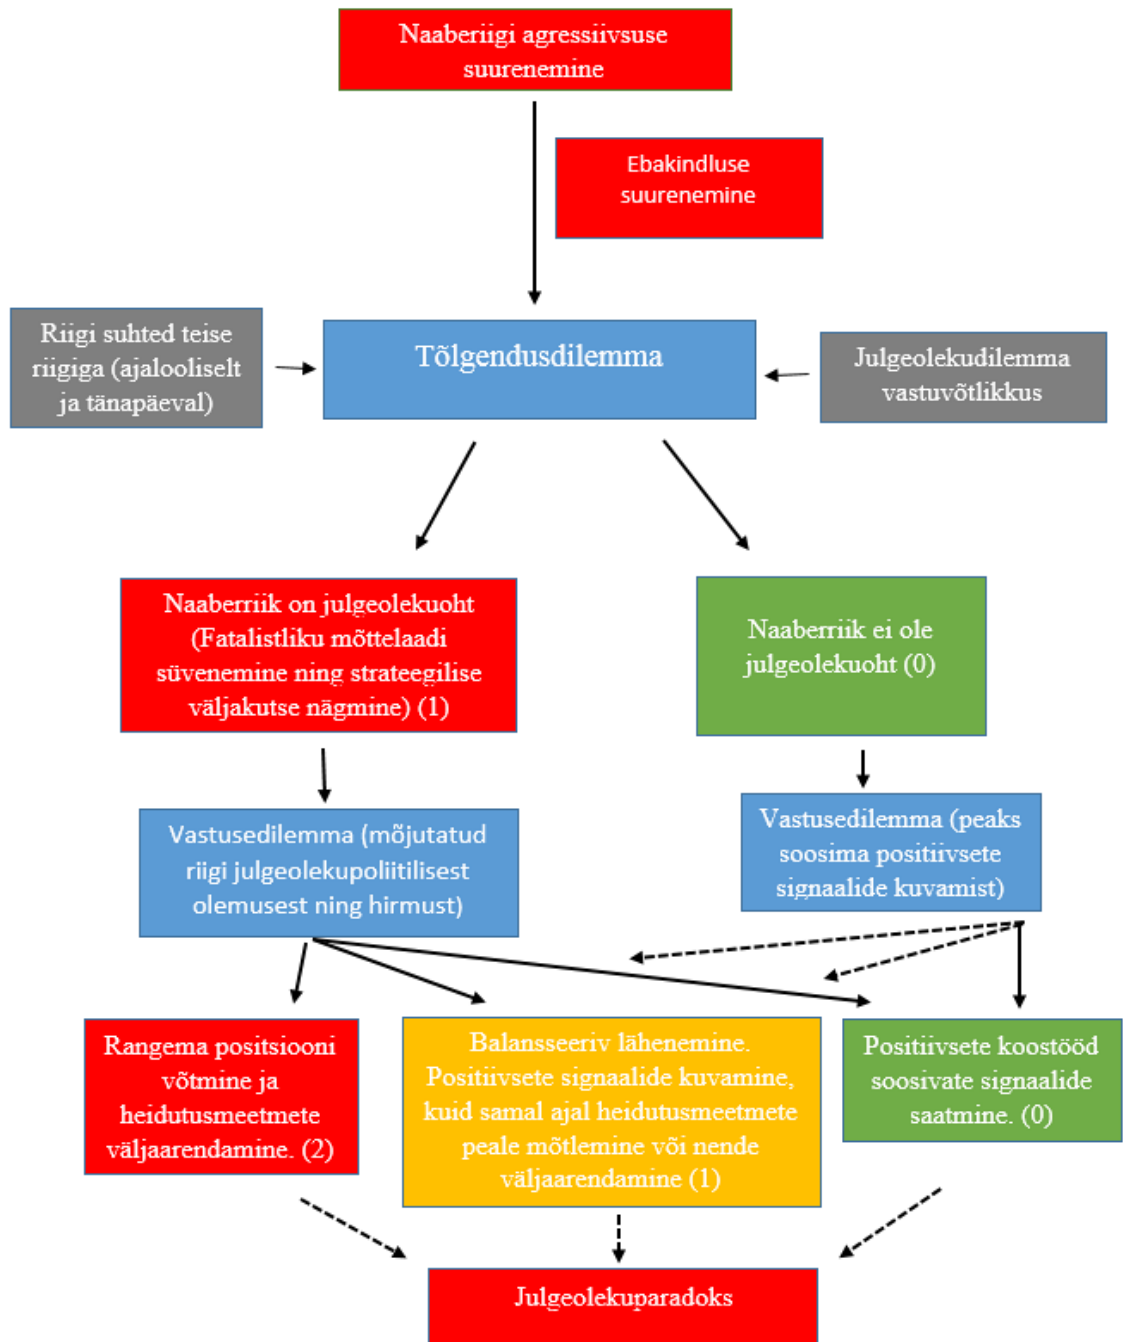 Naaberiigi agressiivsuse
suurenemine
Ebakindluse
suurenemine
Riigi suhted teise
riigiga (ajalooliselt
ja tänapäeval)
Tõlgendusdilemma
Julgeolekudilemma
vastuvõtlikkus
Naaberriik on julgeolekuoht
(Fatalistliku mõttelaadi
süvenemine ning strateegilise
väljakutse nägmine) (1)
Naaberriik ei ole
julgeolekuoht (0)
Vastusedilemma (mõjutatud
riigi julgeolekupoliitilisest
olemusest ning hirmust)
Vastusedilemma (peaks
soosima positiivsete
signaalide kuvamist)
Rangema positsiooni
võtmine ja
heidutusmeetmete
väljaarendamine. (2)
Balansseeriv lähenemine.
Positiivsete signaalide kuvamine,
kuid samal ajal heidutusmeetmete
peale mõtlemine või nende
väljaarendamine (1)
Positiivsete koostööd
soosivate signaalide
saatmine. (0)
Julgeolekuparadoks